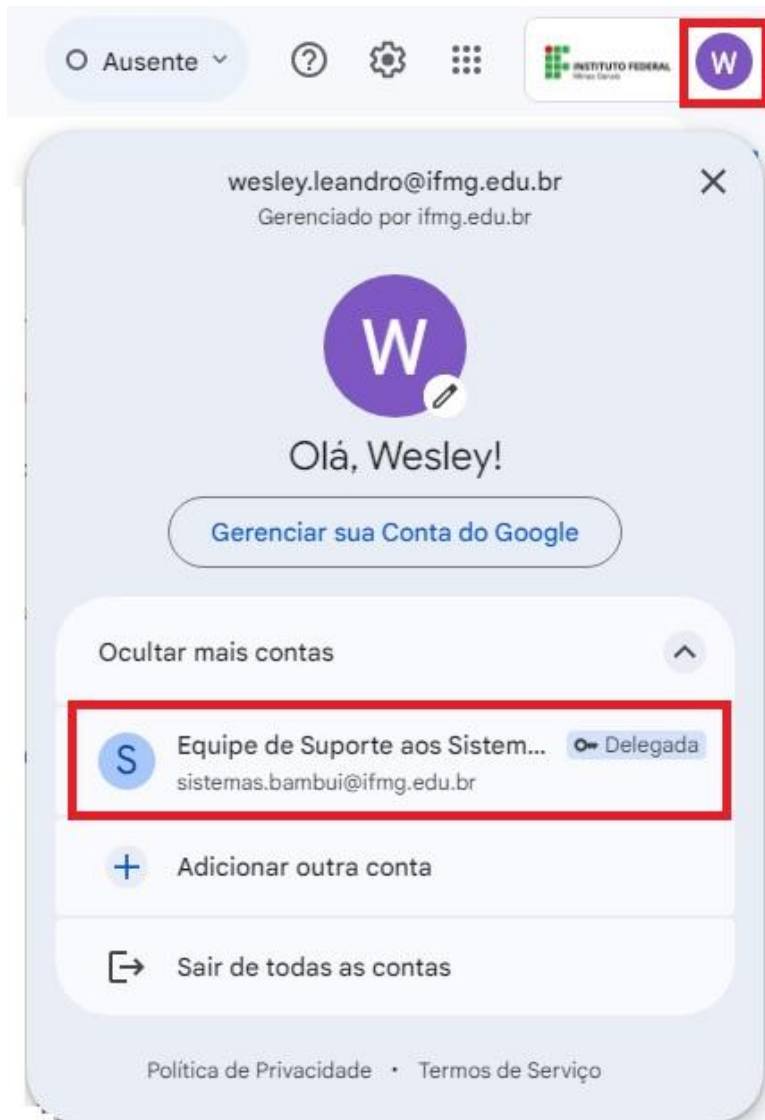 Ausente
INSTITUTO FEDERAL
Minas Gerais
W
wesley.leandro@ifmg.edu.br
Gerenciado por ifmg.edu.br
W
Olá, Wesley!
Gerenciar sua Conta do Google
Ocultar mais contas
S
Equipe de Suporte aos Sistem...
Delegada
sistemas.bambui@ifmg.edu.br
Adicionar outra conta
Sair de todas as contas
Política de Privacidade • Termos de Serviço